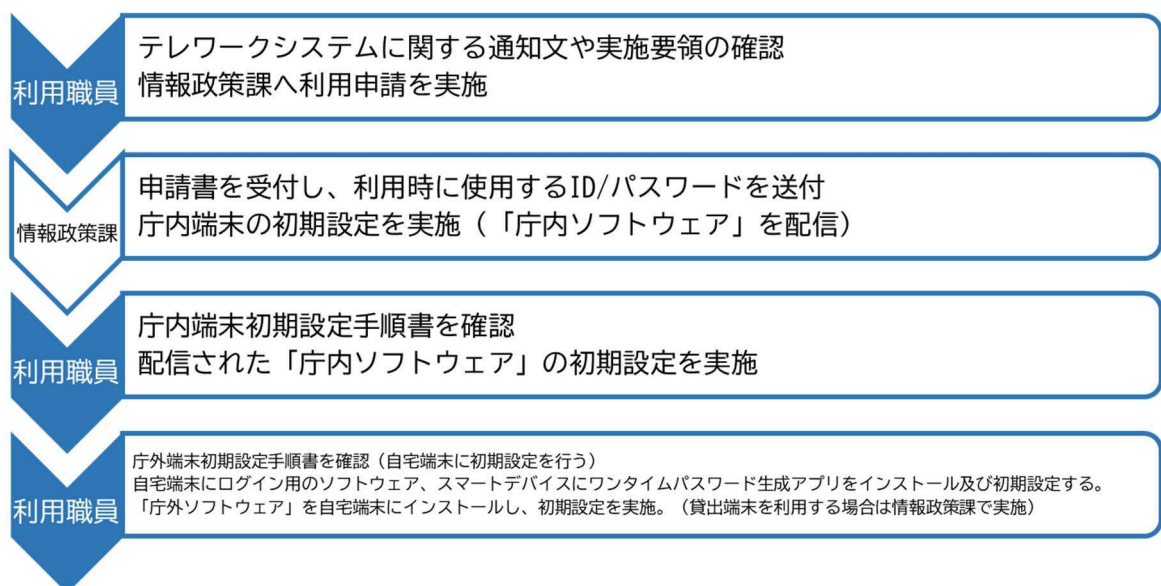 利用職員
テレワークシステムに関する通知文や実施要領の確認
情報政策課へ利用申請を実施
情報政策課
申請書を受付し、利用時に使用するID/パスワードを送付
庁内端末の初期設定を実施（「庁内ソフトウェア」を配信）
利用職員
庁内端末初期設定手順書を確認
配信された「庁内ソフトウェア」の初期設定を実施
利用職員
庁外端末初期設定手順書を確認（自宅端末に初期設定を行う）
自宅端末にログイン用のソフトウェア、スマートデバイスにワンタイムパスワード生成アプリをインストール及び初期設定する。
「庁外ソフトウェア」を自宅端末にインストールし、初期設定を実施。（貸出端末を利用する場合は情報政策課で実施）